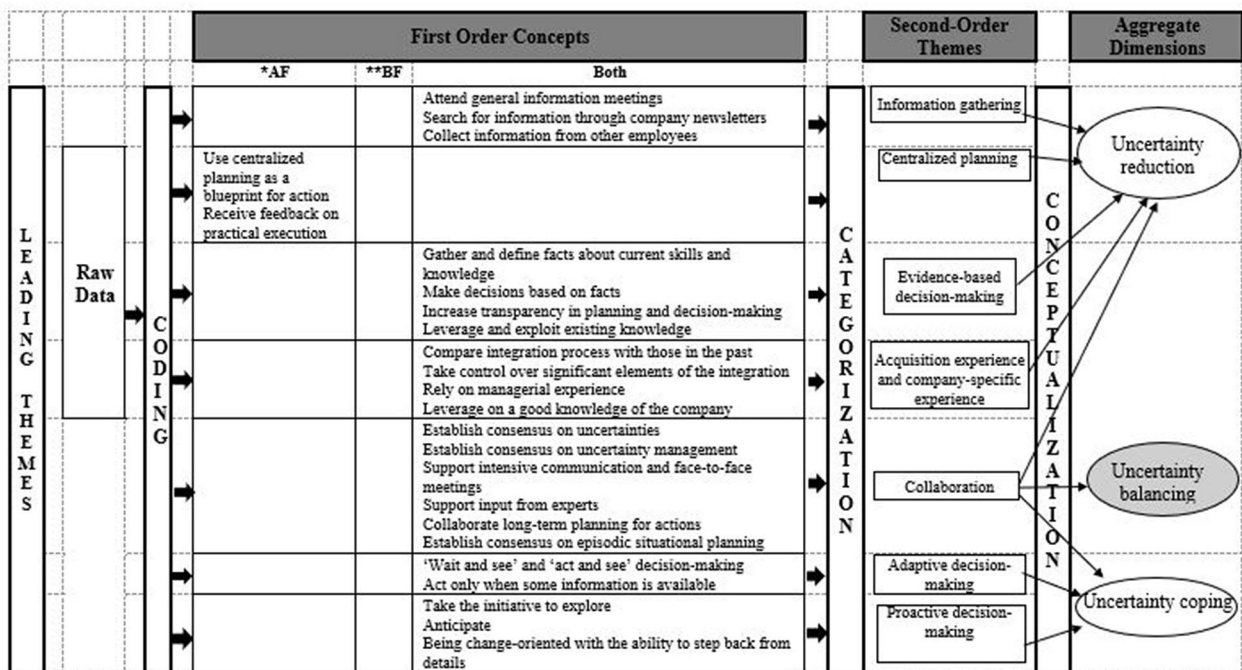 First Order Concepts
Second-Order
Themes
Aggregate
Dimensions
*AF
**BF
Both
LEADING THEMES
Raw
Data
CODING
Attend general information meetings
Search for information through company newsletters
Collect information from other employees
Use centralized
planning as a
blueprint for action
Receive feedback on
practical execution
Gather and define facts about current skills and
knowledge
Make decisions based on facts
Increase transparency in planning and decision-making
Leverage and exploit existing knowledge
Compare integration process with those in the past
Take control over significant elements of the integration
Rely on managerial experience
Leverage on a good knowledge of the company
Establish consensus on uncertainties
Establish consensus on uncertainty management
Support intensive communication and face-to-face
meetings
Support input from experts
Collaborate long-term planning for actions
Establish consensus on episodic situational planning
‘Wait and see’ and ‘act and see’ decision-making
Act only when some information is available
Take the initiative to explore
Anticipate
Being change-oriented with the ability to step back from
details
CATEGORIZATION
Information gathering
Centralized planning
Evidence-based
decision-making
Acquisition experience
and company-specific
experience
Collaboration
Adaptive decision-
making
Proactive decision-
making
CONCEPTUALIZATION
Uncertainty
reduction
Uncertainty
balancing
Uncertainty coping